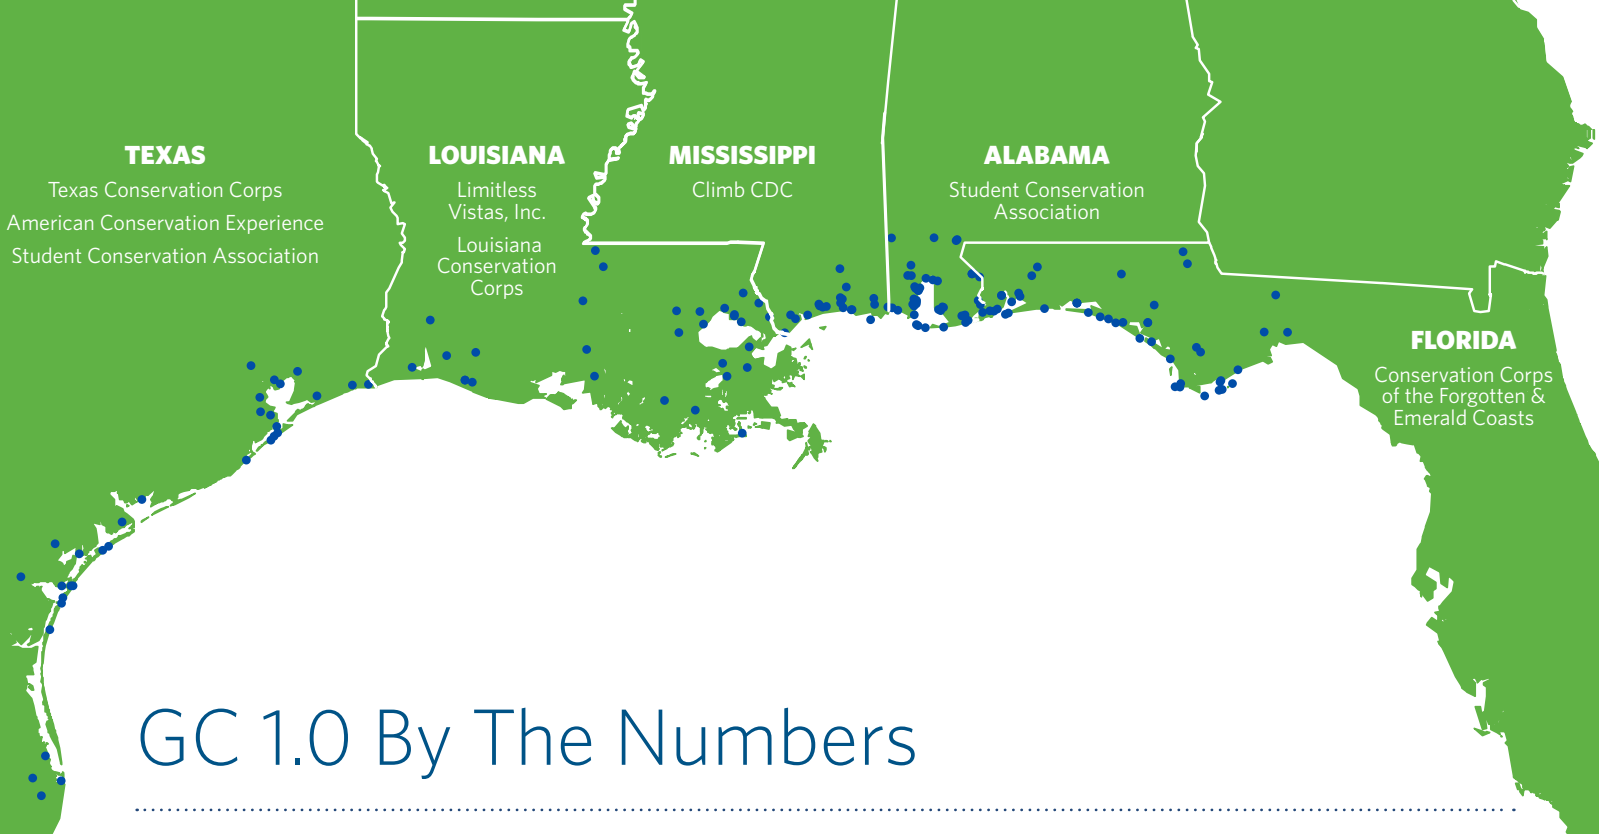 TEXAS
Texas Conservation Corps
American Conservation Experience
Student Conservation Association
LOUISIANA
Limitless
Vistas, Inc.
Louisiana
Conservation
Corps
MISSISSIPPI
Climb CDC
ALABAMA
Student Conservation
Association
FLORIDA
Conservation Corps
of the Forgotten &
Emerald Coasts
GC 1.0 By The Numbers